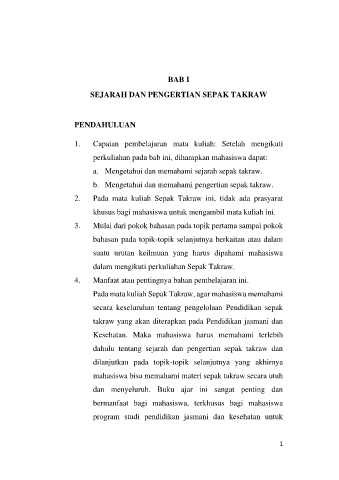 BAB I
SEJARAH DAN PENGERTIAN SEPAK TAKRAW
PENDAHULUAN
1. Capaian pembelajaran mata kuliah: Setelah mengikuti
perkuliahan pada bab ini, diharapkan mahasiswa dapat:
a. Mengetahui dan memahami sejarah sepak takraw.
b. Mengetahui dan memahami pengertian sepak takraw.
2. Pada mata kuliah Sepak Takraw ini, tidak ada prasyarat
khusus bagi mahasiswa untuk mengambil mata kuliah ini.
3. Mulai dari pokok bahasan pada topik pertama sampai pokok
bahasan pada topik-topik selanjutnya berkaitan atau dalam
suatu urutan keilmuan yang harus dipahami mahasiswa
dalam mengikuti perkuliahan Sepak Takraw.
4. Manfaat atau pentingnya bahan pembelajaran ini.
Pada mata kuliah Sepak Takraw, agar mahasiswa memahami
secara keseluruhan tentang pengelolaan Pendidikan sepak
takraw yang akan diterapkan pada Pendidikan jasmani dan
Kesehatan. Maka mahasiswa harus memahami terlebih
dahulu tentang sejarah dan pengertian sepak takraw dan
dilanjutkan pada topik-topik selanjutnya yang akhirnya
mahasiswa bisa memahami materi sepak takraw secara utuh
dan menyeluruh. Buku ajar ini sangat penting dan
bermanfaat bagi mahasiswa, terkhusus bagi mahasiswa
program studi pendidikan jasmani dan kesehatan untuk
1